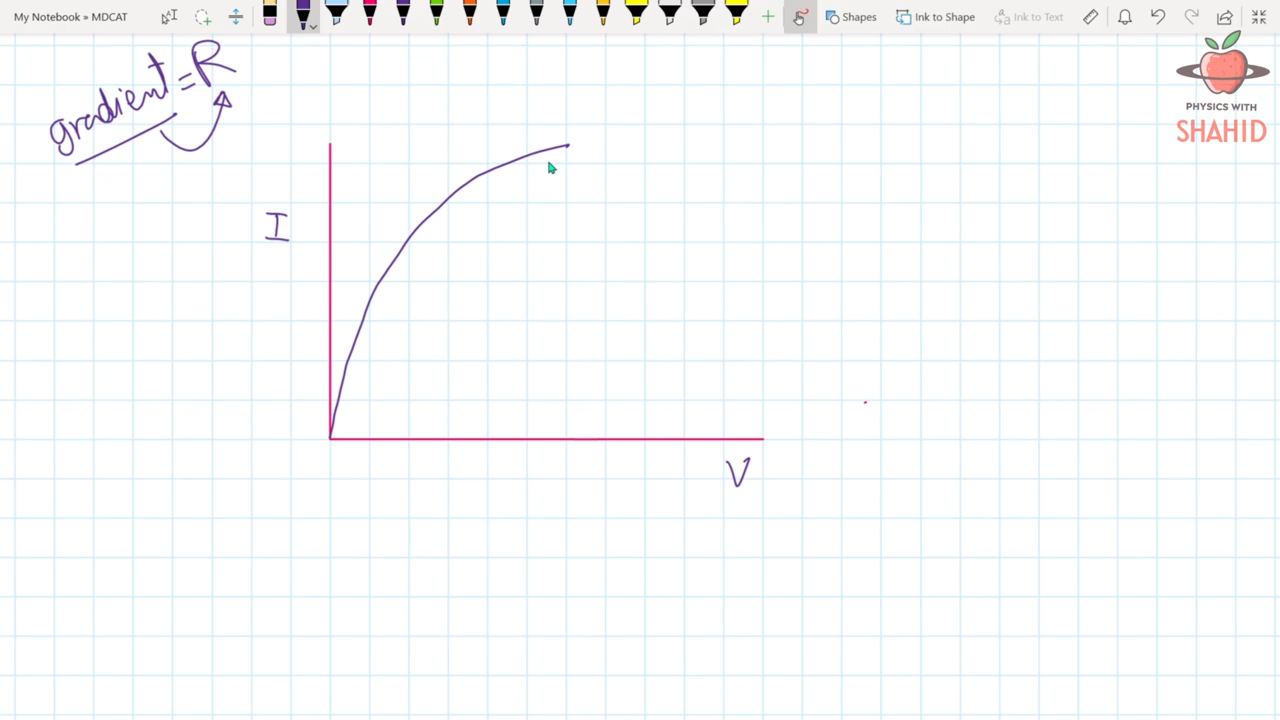 My Notebook » MDCAT
Shapes
Ink to Shape
Ink to Text
gradient = R
PHYSICS WITH
SHAHID
I
V